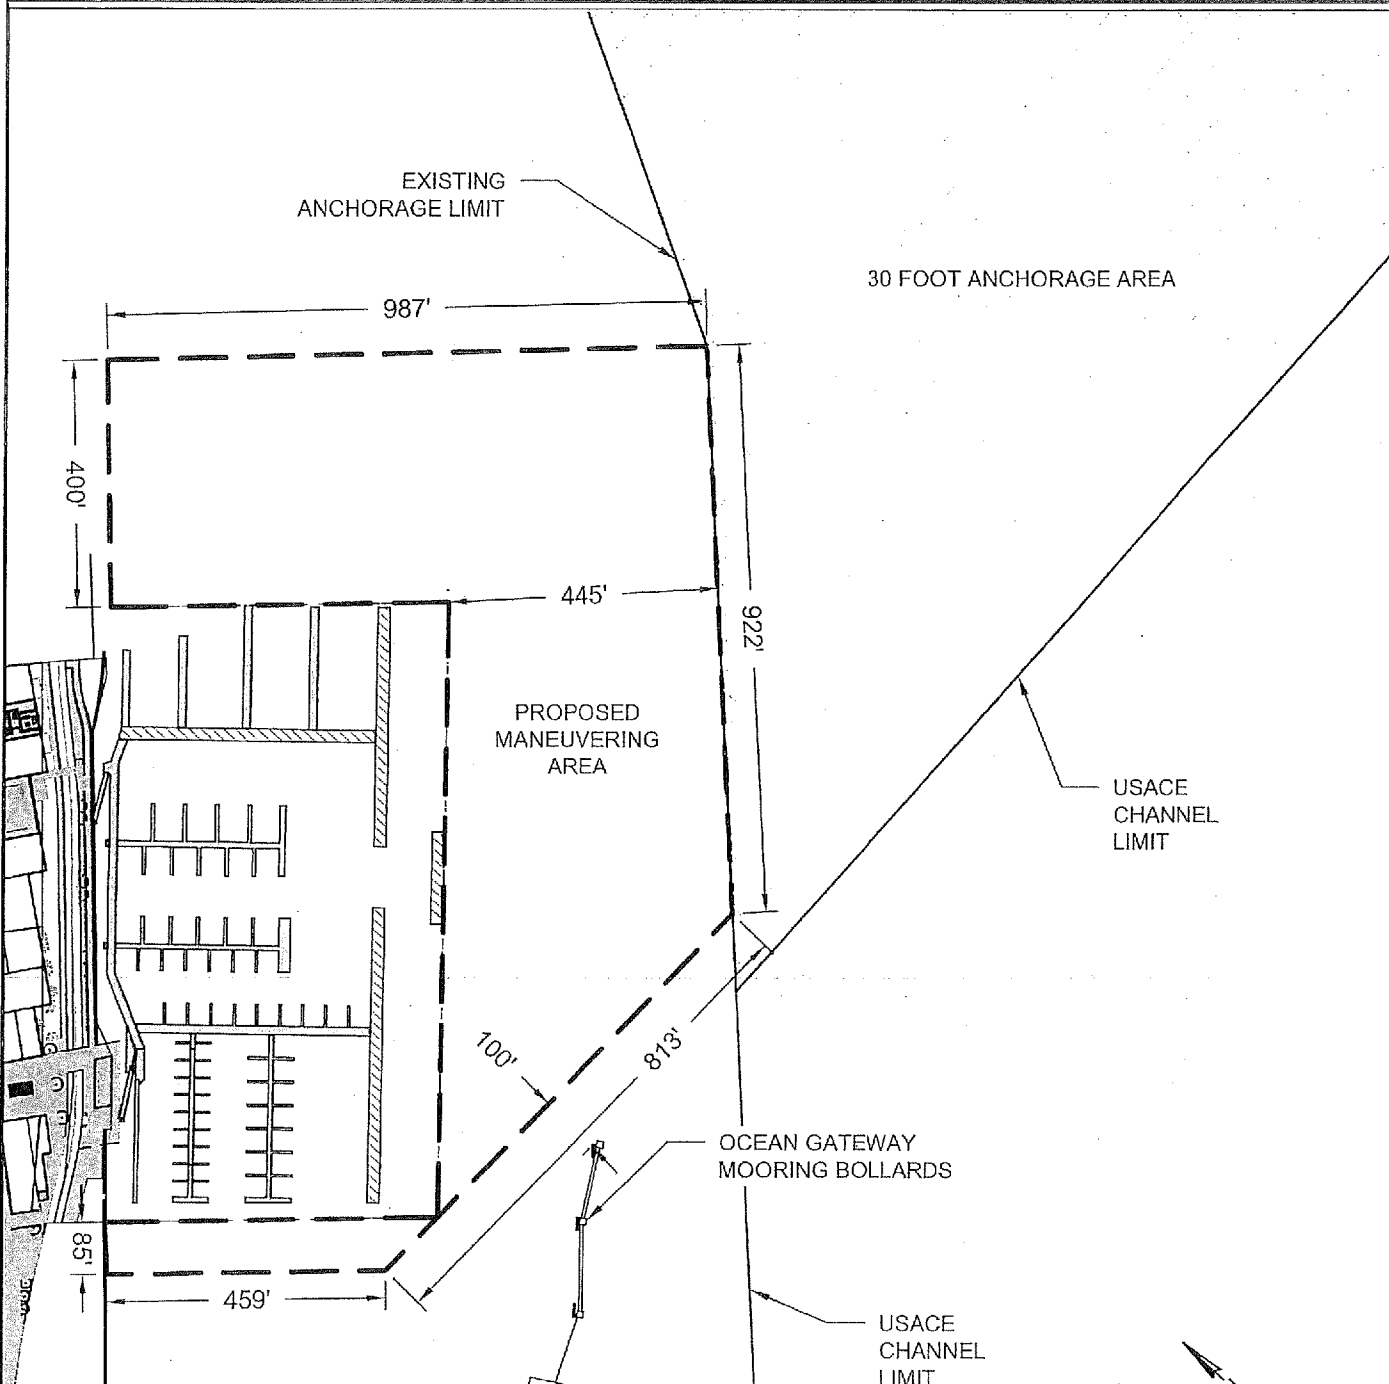 EXISTING
ANCHORAGE LIMIT
30 FOOT ANCHORAGE AREA
987'
400'
445'
922'
PROPOSED
MANEUVERING
AREA
USACE
CHANNEL
LIMIT
100'
813'
OCEAN GATEWAY
MOORING BOLLARDS
85'
459'
USACE
CHANNEL
LIMIT